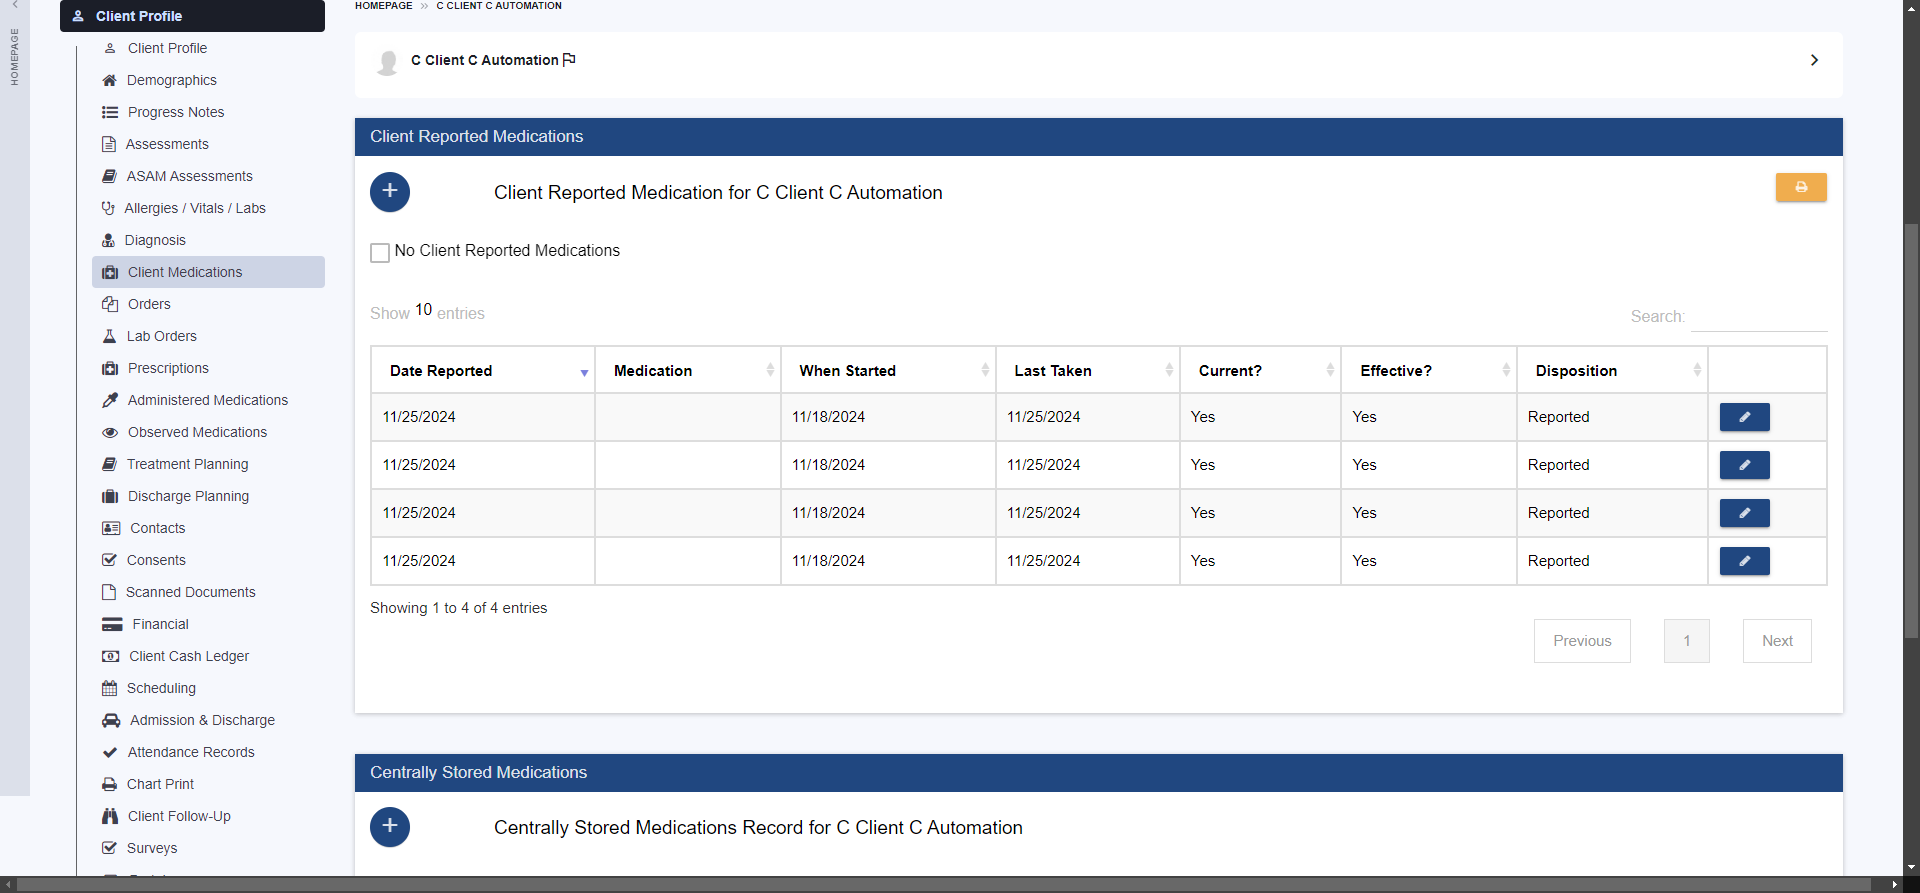 HOMEPAGE
Client Profile
Client Profile
Demographics
Progress Notes
Assessments
ASAM Assessments
Allergies / Vitals / Labs
Diagnosis
Client Medications
Orders
Lab Orders
Prescriptions
Administered Medications
Observed Medications
Treatment Planning
Discharge Planning
Contacts
Consents
Scanned Documents
Financial
Client Cash Ledger
Scheduling
Admission & Discharge
Attendance Records
Chart Print
Client Follow-Up
Surveys
HOMEPAGE » C CLIENT C AUTOMATION
C Client C Automation
Client Reported Medications
+ Client Reported Medication for C Client C Automation
No Client Reported Medications
Show 10 entries
Search:
Date Reported Medication When Started Last Taken Current? Effective? Disposition
11/25/2024 11/18/2024 11/25/2024 Yes Yes Reported
11/25/2024 11/18/2024 11/25/2024 Yes Yes Reported
11/25/2024 11/18/2024 11/25/2024 Yes Yes Reported
11/25/2024 11/18/2024 11/25/2024 Yes Yes Reported
Showing 1 to 4 of 4 entries
Previous 1 Next
Centrally Stored Medications
+ Centrally Stored Medications Record for C Client C Automation